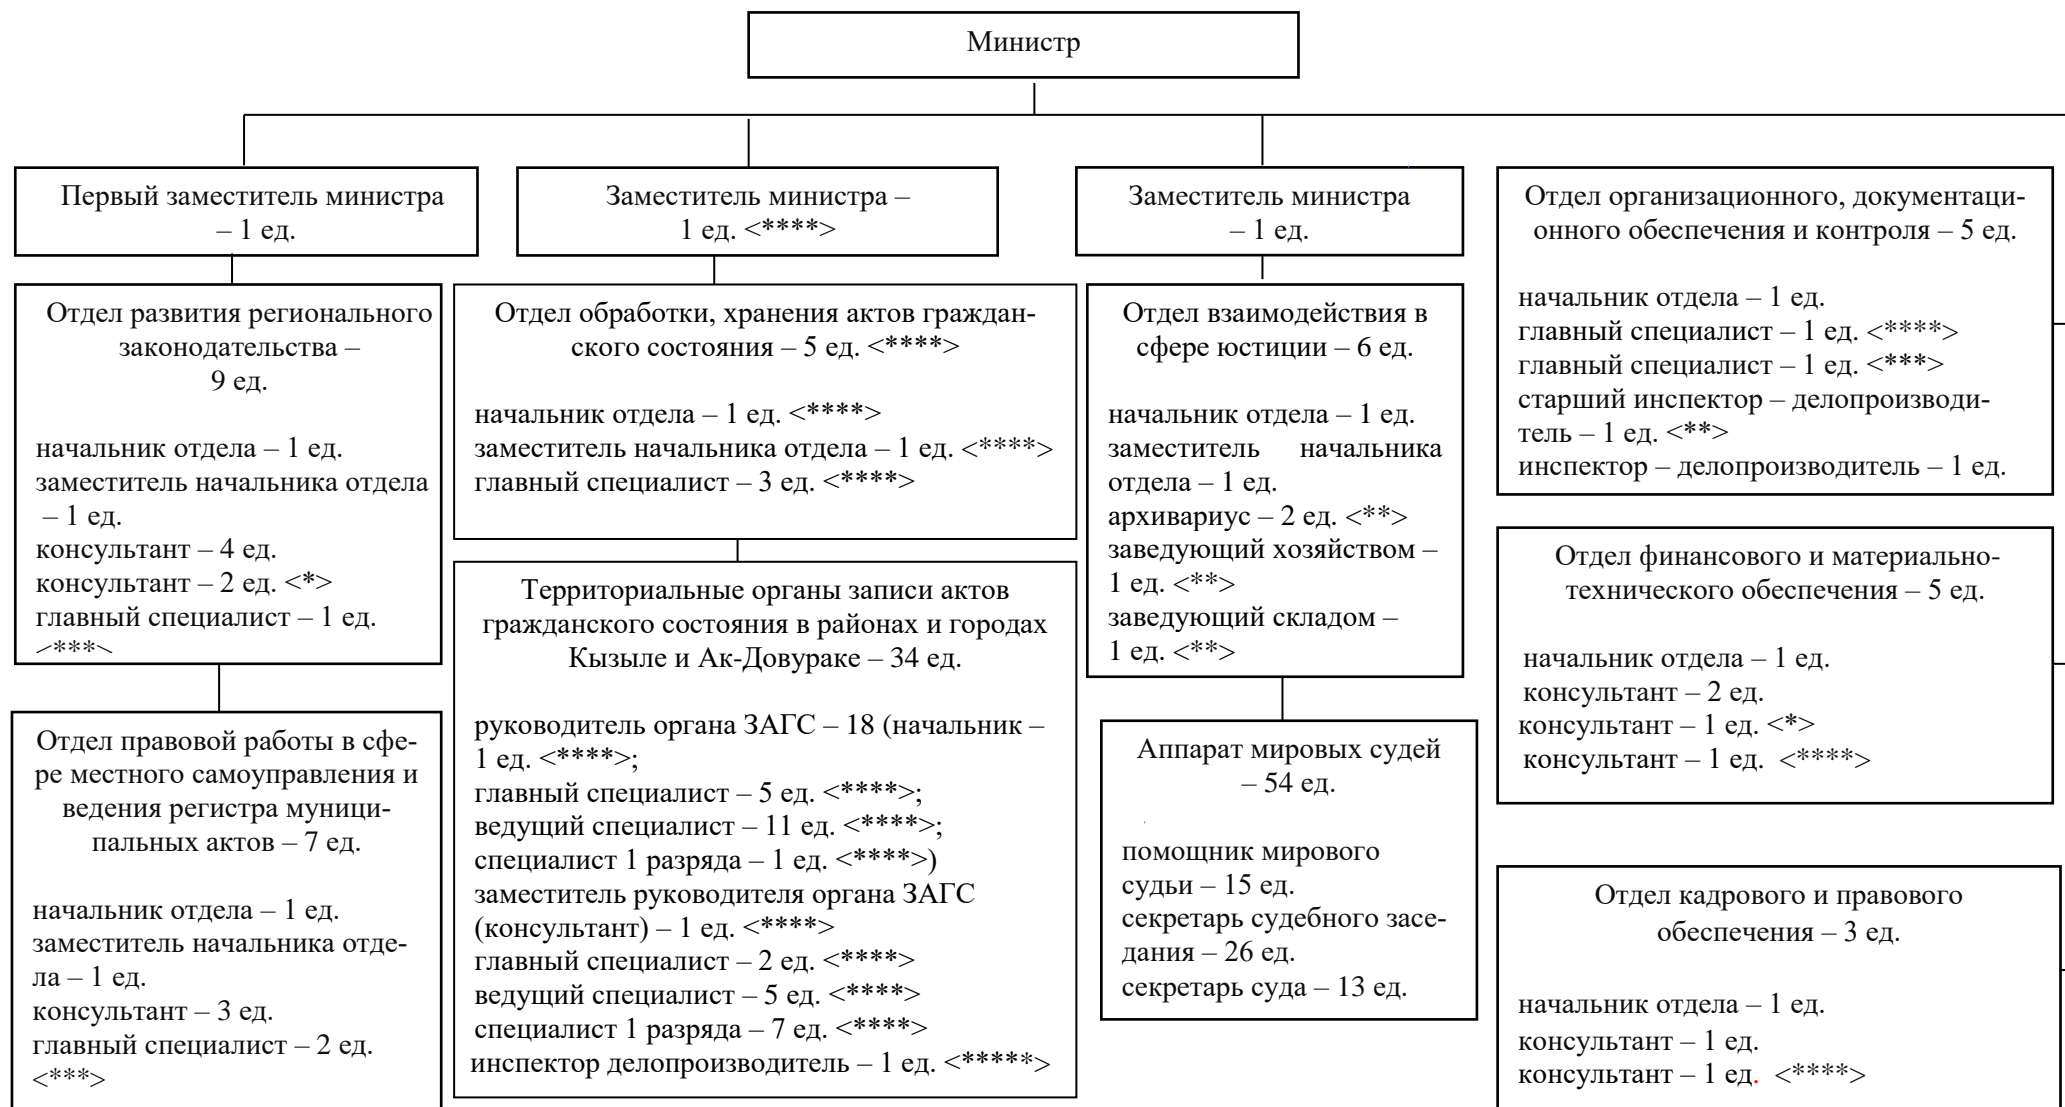 Министр
Первый заместитель министра
– 1 ед.
Заместитель министра –
1 ед. <****>
Заместитель министра
– 1 ед.
Отдел развития регионального
законодательства –
9 ед.
начальник отдела – 1 ед.
заместитель начальника отдела
– 1 ед.
консультант – 4 ед.
консультант – 2 ед. <*>
главный специалист – 1 ед.
<***>
Отдел правовой работы в сфе-
ре местного самоуправления и
ведения регистра муници-
пальных актов – 7 ед.
начальник отдела – 1 ед.
заместитель начальника отде-
ла – 1 ед.
консультант – 3 ед.
главный специалист – 2 ед.
<***>
Отдел обработки, хранения актов граждан-
ского состояния – 5 ед. <****>
начальник отдела – 1 ед. <****>
заместитель начальника отдела – 1 ед. <****>
главный специалист – 3 ед. <****>
Территориальные органы записи актов
гражданского состояния в районах и городах
Кызыле и Ак-Довураке – 34 ед.
руководитель органа ЗАГС – 18 (начальник –
1 ед. <****>;
главный специалист – 5 ед. <****>;
ведущий специалист – 11 ед. <****>;
специалист 1 разряда – 1 ед. <****>)
заместитель руководителя органа ЗАГС
(консультант) – 1 ед. <****>
главный специалист – 2 ед. <****>
ведущий специалист – 5 ед. <****>
специалист 1 разряда – 7 ед. <****>
инспектор делопроизводитель – 1 ед. <*****>
Отдел взаимодействия в
сфере юстиции – 6 ед.
начальник отдела – 1 ед.
заместитель начальника
отдела – 1 ед.
архивариус – 2 ед. <**>
заведующий хозяйством –
1 ед. <**>
заведующий складом –
1 ед. <**>
Аппарат мировых судей
– 54 ед.
помощник мирового
судьи – 15 ед.
секретарь судебного засе-
дания – 26 ед.
секретарь суда – 13 ед.
Отдел организационного, документаци-
онного обеспечения и контроля – 5 ед.
начальник отдела – 1 ед.
главный специалист – 1 ед. <****>
главный специалист – 1 ед. <***>
старший инспектор – делопроизводи-
тель – 1 ед. <**>
инспектор – делопроизводитель – 1 ед.
Отдел финансового и материально-
технического обеспечения – 5 ед.
начальник отдела – 1 ед.
консультант – 2 ед.
консультант – 1 ед. <*>
консультант – 1 ед. <****>
Отдел кадрового и правового
обеспечения – 3 ед.
начальник отдела – 1 ед.
консультант – 1 ед.
консультант – 1 ед. <****>